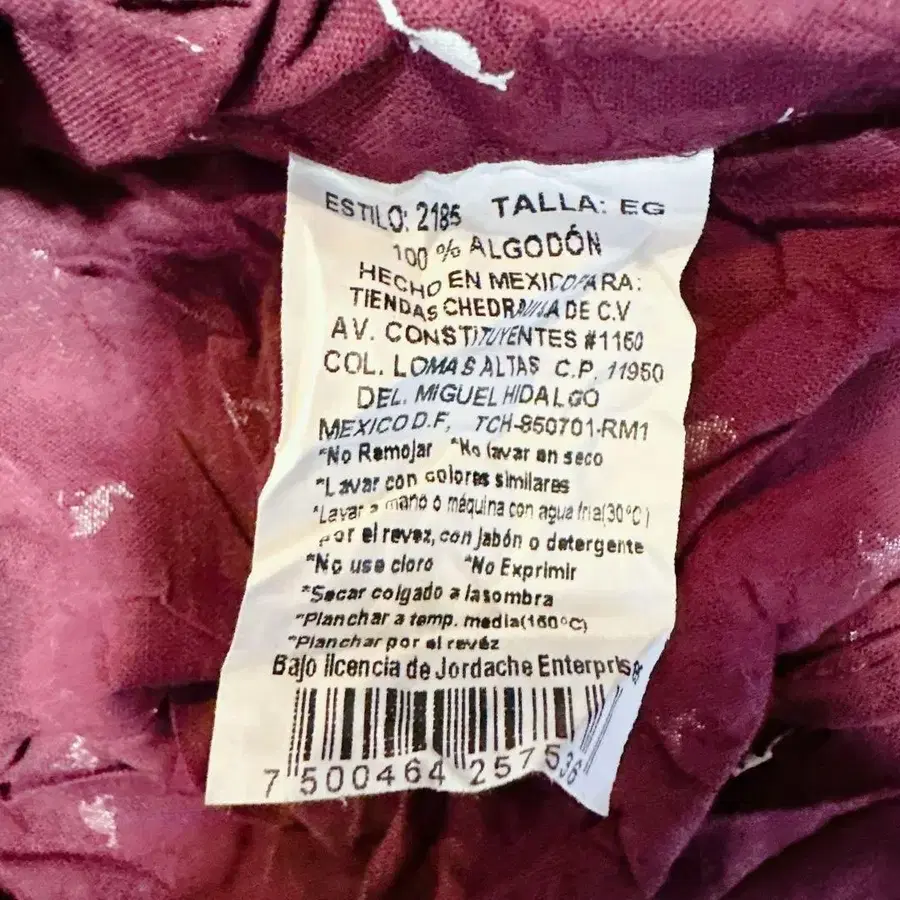 ESTILO: 2185 TALLA: EG
100 % ALGODÓN
HECHO EN MEXICO PARA:
TIENDAS CHEDRAUI S.A DE C.V
AV. CONSTITUYENTES #1150
COL. LOMAS ALTAS C.P. 11950
DEL. MIGUEL HIDALGO
MEXICO D.F, TCH-850701-RM1
*No Remojar *No lavar en seco
*Lavar con colores similares
*Lavar a mano o máquina con agua fria(30°C)
por el revez, con jabón o detergente
*No use cloro *No Exprimir
*Secar colgado a la sombra
*Planchar a temp. media(150°C)
*Planchar por el revéz
Bajo licencia de Jordache Enterprises
7 500464 257536